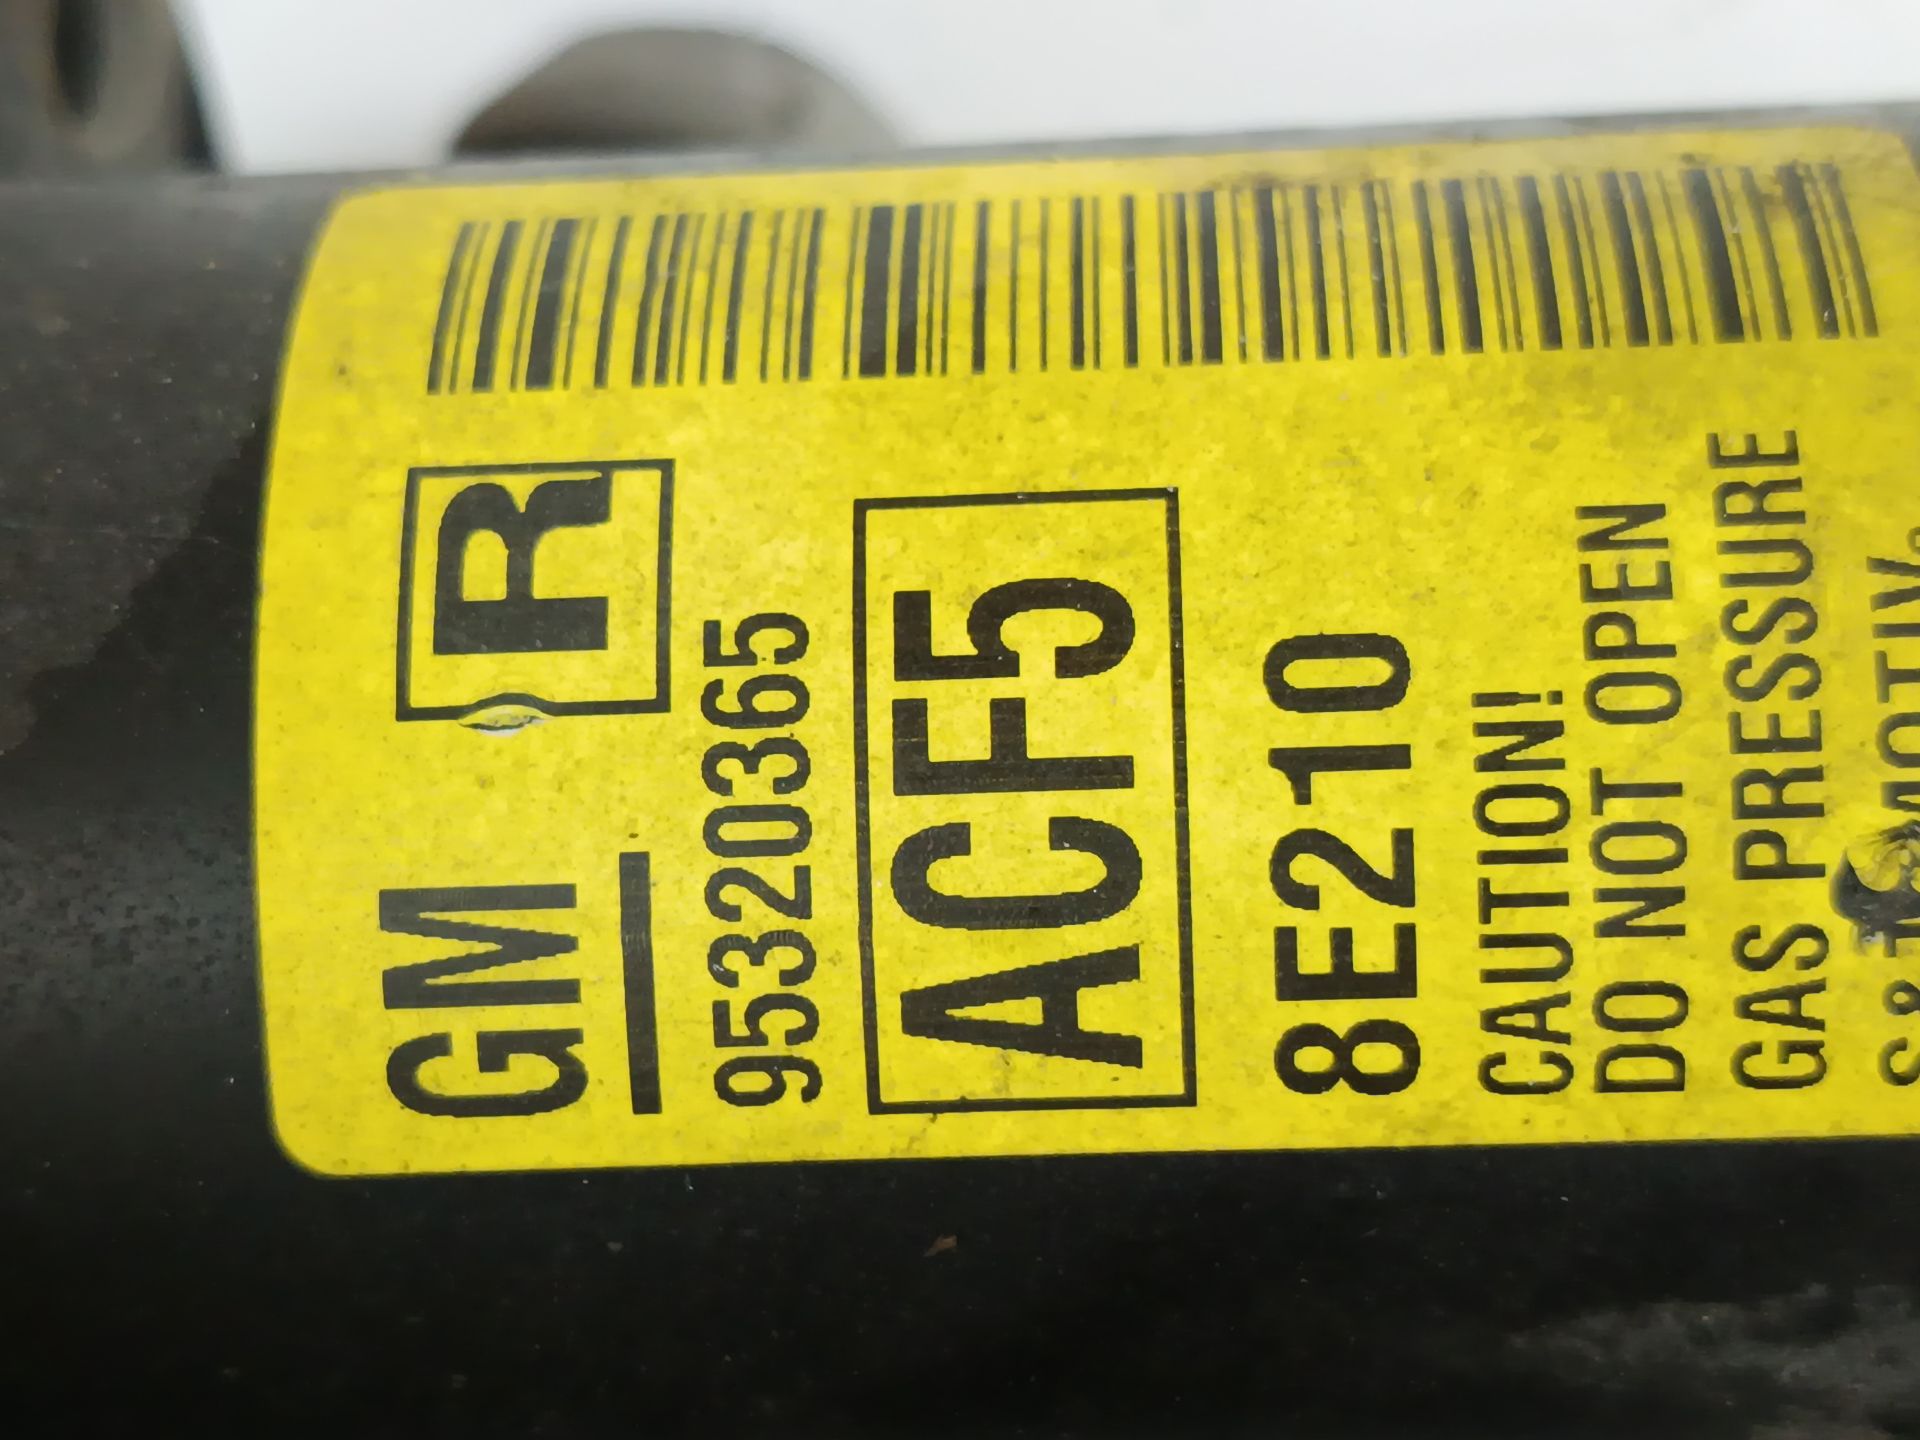 GM R
95320365
ACF5
8E210
CAUTION!
DO NOT OPEN
GAS PRESSURE
S &